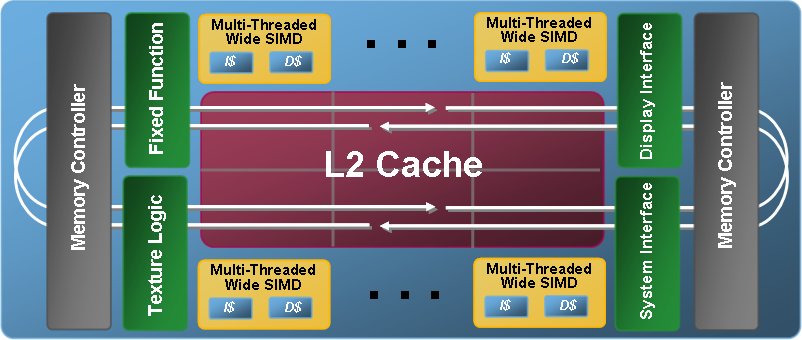 Memory Controller
Fixed Function
Multi-Threaded
Wide SIMD
I$ D$
. . .
Multi-Threaded
Wide SIMD
I$ D$
Display Interface
Memory Controller
L2 Cache
Texture Logic
Multi-Threaded
Wide SIMD
I$ D$
. . .
Multi-Threaded
Wide SIMD
I$ D$
System Interface